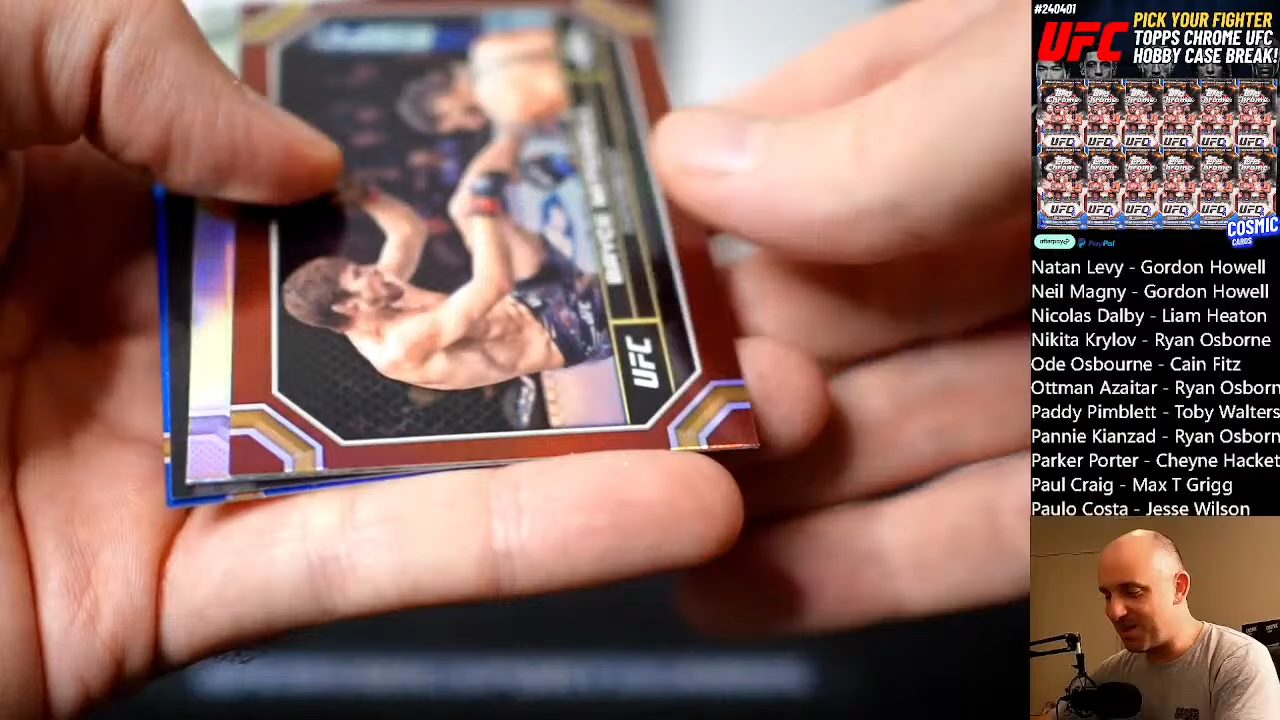 #240401
UFC
PICK YOUR FIGHTER
TOPPS CHROME UFC
HOBBY CASE BREAK!
COSMIC
CARDS
afterpay
PayPal
Natan Levy - Gordon Howell
Neil Magny - Gordon Howell
Nicolas Dalby - Liam Heaton
Nikita Krylov - Ryan Osborne
Ode Osbourne - Cain Fitz
Ottman Azaitar - Ryan Osborn
Paddy Pimblett - Toby Walters
Pannie Kianzad - Ryan Osborn
Parker Porter - Cheyne Hacket
Paul Craig - Max T Grigg
Paulo Costa - Jesse Wilson
UFC